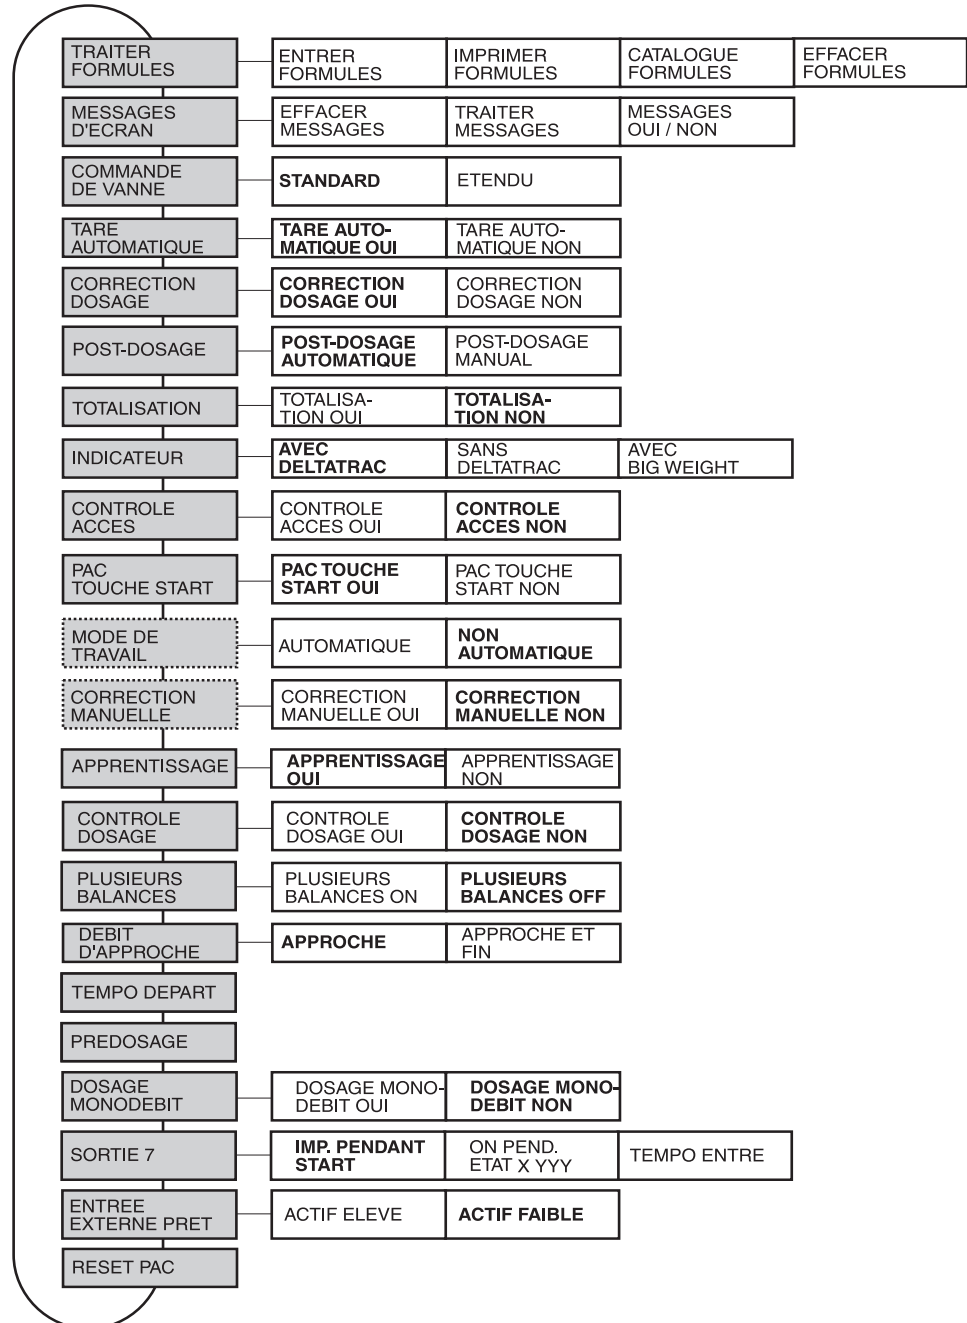 TRAITER
FORMULES
ENTRER
FORMULES
IMPRIMER
FORMULES
CATALOGUE
FORMULES
EFFACER
FORMULES
MESSAGES
D'ECRAN
EFFACER
MESSAGES
TRAITER
MESSAGES
MESSAGES
OUI / NON
COMMANDE
DE VANNE
STANDARD
ETENDU
TARE
AUTOMATIQUE
TARE AUTO-
MATIQUE OUI
TARE AUTO-
MATIQUE NON
CORRECTION
DOSAGE
CORRECTION
DOSAGE OUI
CORRECTION
DOSAGE NON
POST-DOSAGE
POST-DOSAGE
AUTOMATIQUE
POST-DOSAGE
MANUAL
TOTALISATION
TOTALISA-
TION OUI
TOTALISA-
TION NON
INDICATEUR
AVEC
DELTATRAC
SANS
DELTATRAC
AVEC
BIG WEIGHT
CONTROLE
ACCES
CONTROLE
ACCES OUI
CONTROLE
ACCES NON
PAC
TOUCHE START
PAC TOUCHE
START OUI
PAC TOUCHE
START NON
MODE DE
TRAVAIL
AUTOMATIQUE
NON
AUTOMATIQUE
CORRECTION
MANUELLE
CORRECTION
MANUELLE OUI
CORRECTION
MANUELLE NON
APPRENTISSAGE
APPRENTISSAGE
OUI
APPRENTISSAGE
NON
CONTROLE
DOSAGE
CONTROLE
DOSAGE OUI
CONTROLE
DOSAGE NON
PLUSIEURS
BALANCES
PLUSIEURS
BALANCES ON
PLUSIEURS
BALANCES OFF
DEBIT
D'APPROCHE
APPROCHE
APPROCHE ET
FIN
TEMPO DEPART
PREDOSAGE
DOSAGE
MONODEBIT
DOSAGE MONO-
DEBIT OUI
DOSAGE MONO-
DEBIT NON
SORTIE 7
IMP. PENDANT
START
ON PEND.
ETAT X YYY
TEMPO ENTRE
ENTREE
EXTERNE PRET
ACTIF ELEVE
ACTIF FAIBLE
RESET PAC